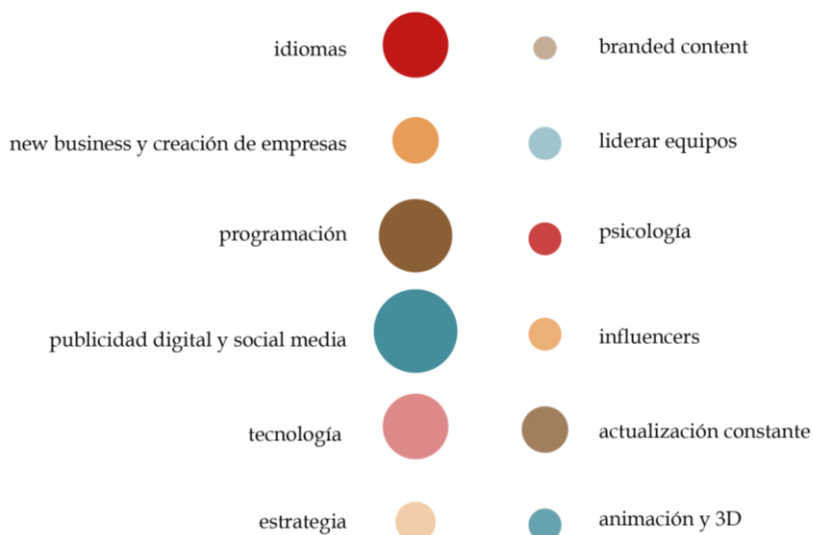 idiomas
branded content
new business y creación de empresas
liderar equipos
programación
psicología
publicidad digital y social media
influencers
tecnología
actualización constante
estrategia
animación y 3D